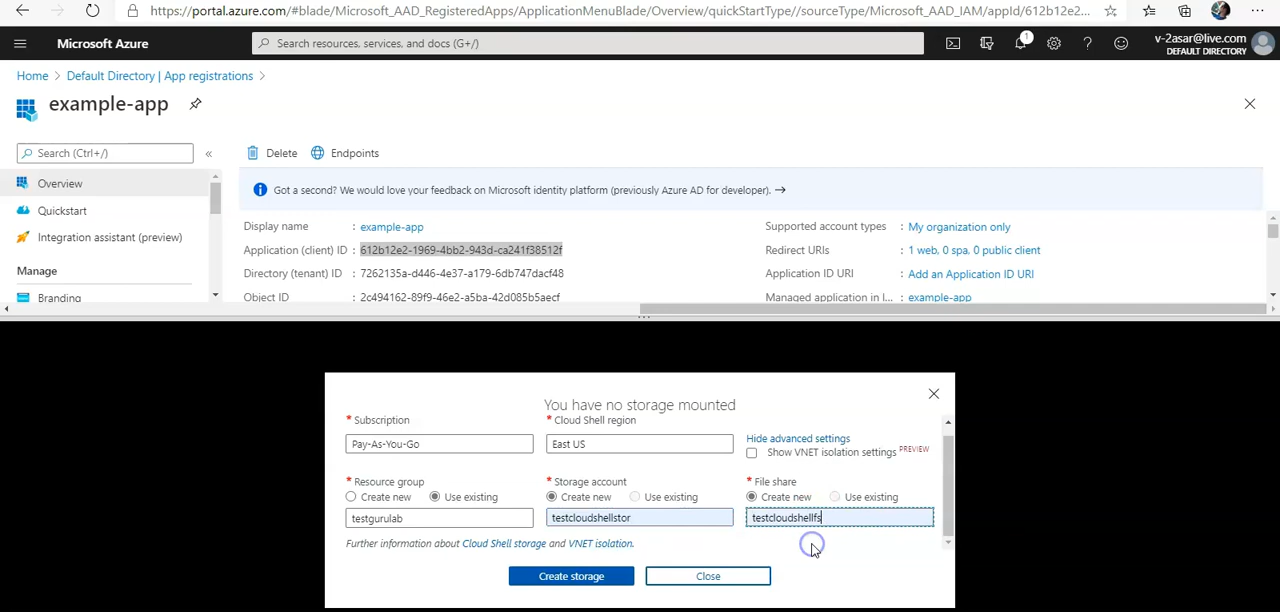 https://portal.azure.com/#blade/Microsoft_AAD_RegisteredApps/ApplicationMenuBlade/Overview/quickStartType//sourceType/Microsoft_AAD_IAM/appId/612b12e2...
Microsoft Azure
Search resources, services, and docs (G+/)
1
v-2asar@live.com
DEFAULT DIRECTORY
Home > Default Directory | App registrations >
example-app
Search (Ctrl+/)
«
Delete
Endpoints
Overview
Got a second? We would love your feedback on Microsoft identity platform (previously Azure AD for developer). →
Quickstart
Display name : example-app
Supported account types : My organization only
Integration assistant (preview)
Application (client) ID : 612b12e2-1969-4bb2-943d-ca241f38512f
Redirect URIs : 1 web, 0 spa, 0 public client
Manage
Directory (tenant) ID : 7262135a-d446-4e37-a179-6db747dacf48
Application ID URI : Add an Application ID URI
Branding
Object ID : 2c494162-89f9-46e2-a5ba-42d085b5aecf
Managed application in l... : example-app
You have no storage mounted
* Subscription
* Cloud Shell region
Hide advanced settings
Pay-As-You-Go
East US
Show VNET isolation settings PREVIEW
* Resource group
* Storage account
* File share
Create new Use existing
Create new Use existing
Create new Use existing
testgurulab
testcloudshellstor
testcloudshellfs
Further information about Cloud Shell storage and VNET isolation.
Create storage
Close